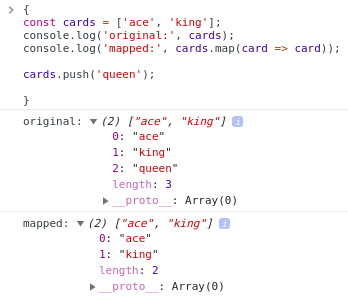 > {
const cards = ['ace', 'king'];
console.log('original:', cards);
console.log('mapped:', cards.map(card => card));
cards.push('queen');
}
original: ▼(2) ["ace", "king"] i
0: "ace"
1: "king"
2: "queen"
length: 3
▶__proto__: Array(0)
mapped: ▼(2) ["ace", "king"] i
0: "ace"
1: "king"
length: 2
▶__proto__: Array(0)